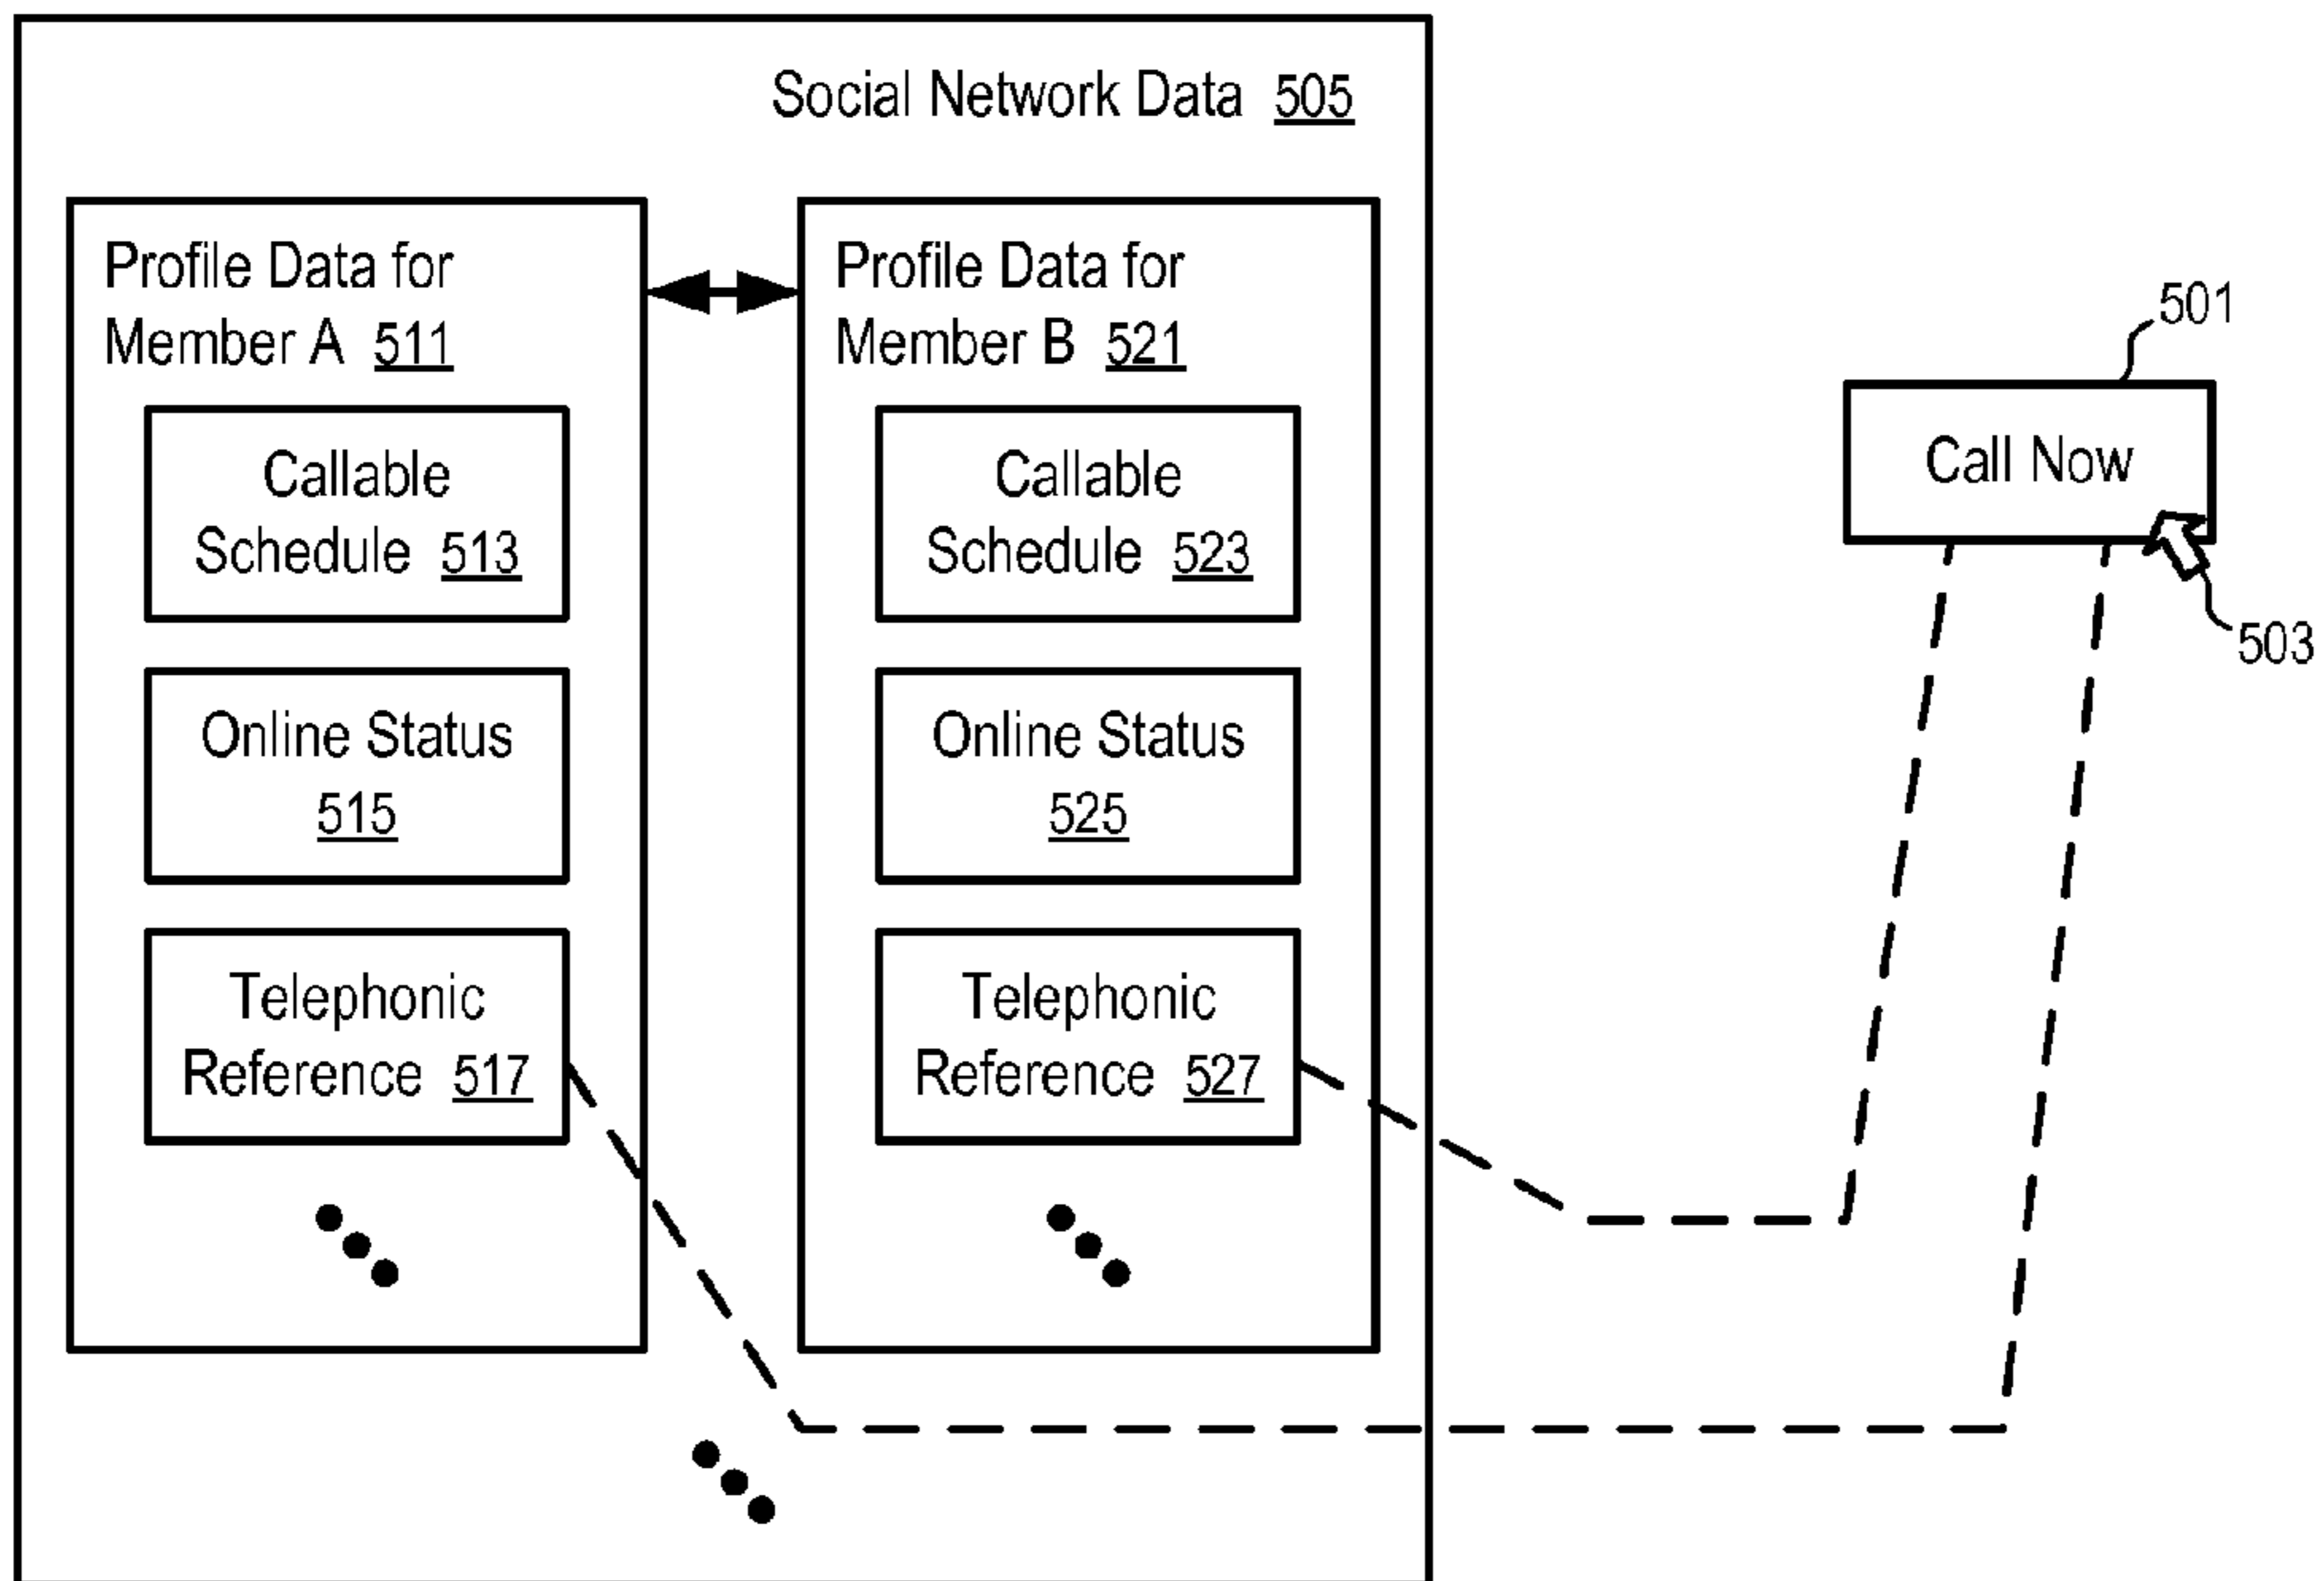 Social Network Data 505
Profile Data for
Member A 511
Callable
Schedule 513
Online Status
515
Telephonic
Reference 517
Profile Data for
Member B 521
Callable
Schedule 523
Online Status
525
Telephonic
Reference 527
501
Call Now
503